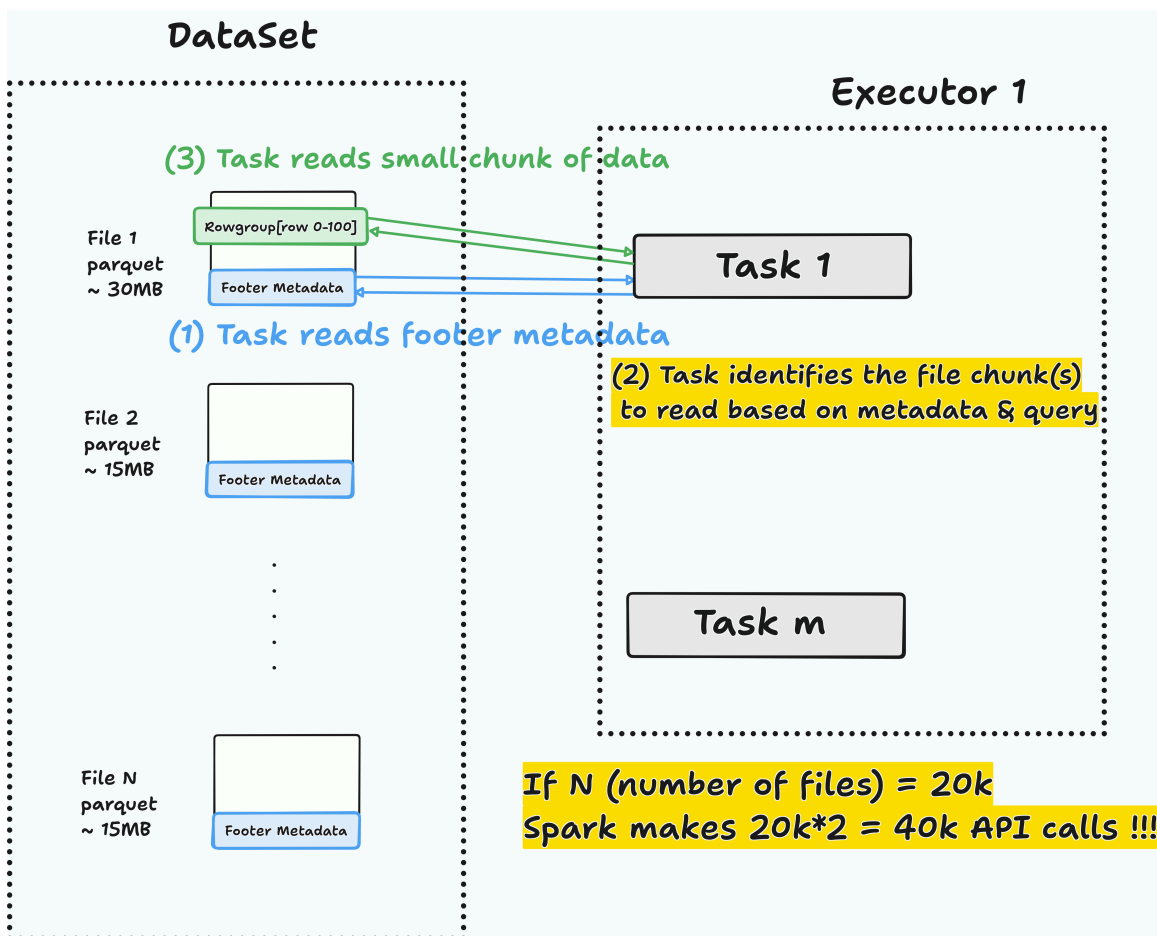 DataSet
Executor 1
(3) Task reads small chunk of data
Rowgroup[row 0-100]
File 1
parquet
~ 30MB
Footer Metadata
Task 1
(1) Task reads footer metadata
(2) Task identifies the file chunk(s)
to read based on metadata & query
File 2
parquet
~ 15MB
Footer Metadata
Task m
File N
parquet
~ 15MB
Footer Metadata
If N (number of files) = 20k
Spark makes 20k*2 = 40k API calls !!!